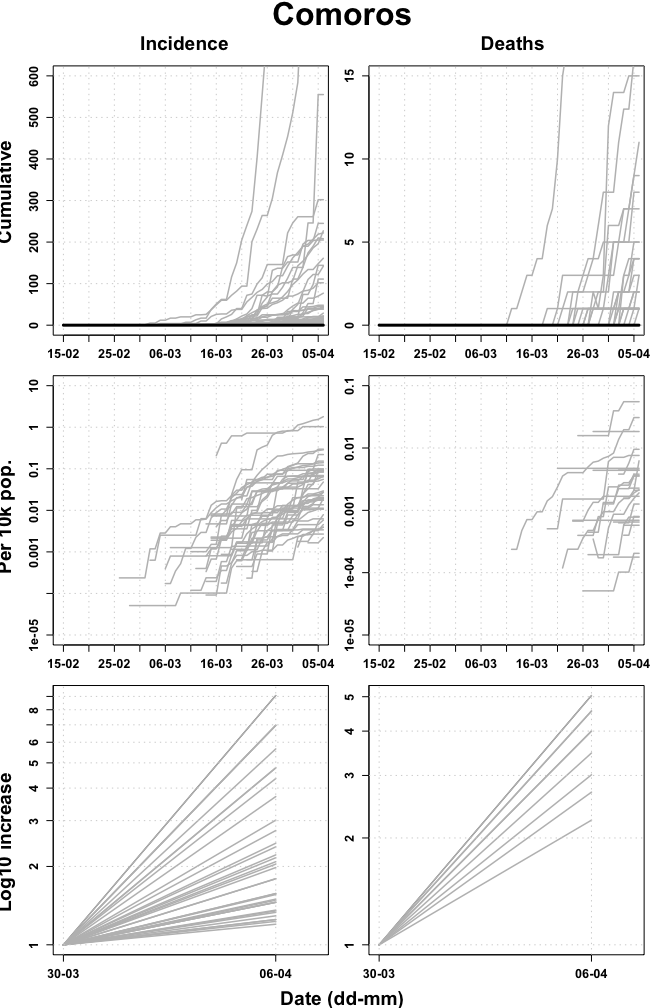 Comoros
Incidence
Deaths
Cumulative
600
500
400
300
200
100
0
15-02 25-02 06-03 16-03 26-03 05-04
15
10
5
0
15-02 25-02 06-03 16-03 26-03 05-04
Per 10k pop.
10
1
0.1
0.01
0.001
1e-05
15-02 25-02 06-03 16-03 26-03 05-04
0.1
0.01
0.001
1e-04
1e-05
15-02 25-02 06-03 16-03 26-03 05-04
Log10 increase
8
6
5
4
3
2
1
30-03 06-04
5
4
3
2
1
30-03 06-04
Date (dd-mm)